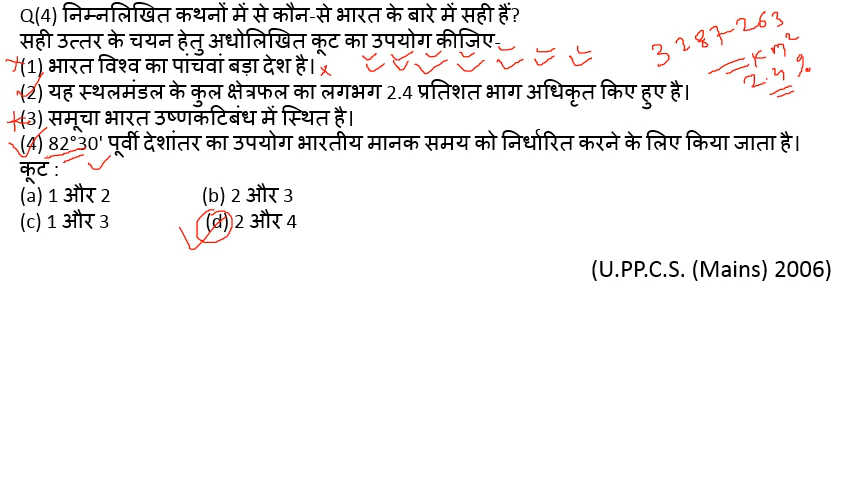 Q(4) निम्नलिखित कथनों में से कौन-से भारत के बारे में सही हैं?
सही उत्तर के चयन हेतु अधोलिखित कूट का उपयोग कीजिए-
(1) भारत विश्व का पांचवां बड़ा देश है।
(2) यह स्थलमंडल के कुल क्षेत्रफल का लगभग 2.4 प्रतिशत भाग अधिकृत किए हुए है।
(3) समूचा भारत उष्णकटिबंध में स्थित है।
(4) 82°30' पूर्वी देशांतर का उपयोग भारतीय मानक समय को निर्धारित करने के लिए किया जाता है।
कूट :
(a) 1 और 2 (b) 2 और 3
(c) 1 और 3 (d) 2 और 4
(U.PP.C.S. (Mains) 2006)
3287263
KM²
2.4%